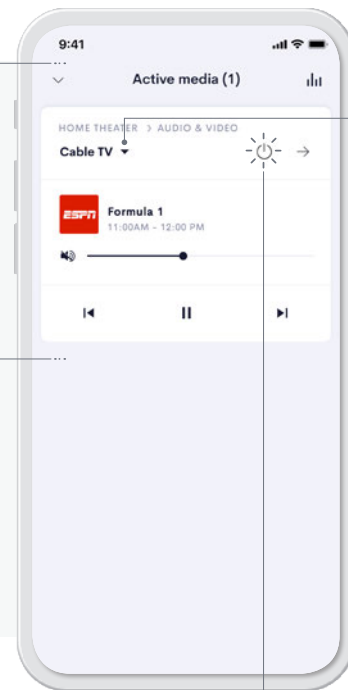 9:41
Active media (1)
HOME THEATER > AUDIO & VIDEO
Cable TV
ESPN
Formula 1
11:00AM - 12:00 PM